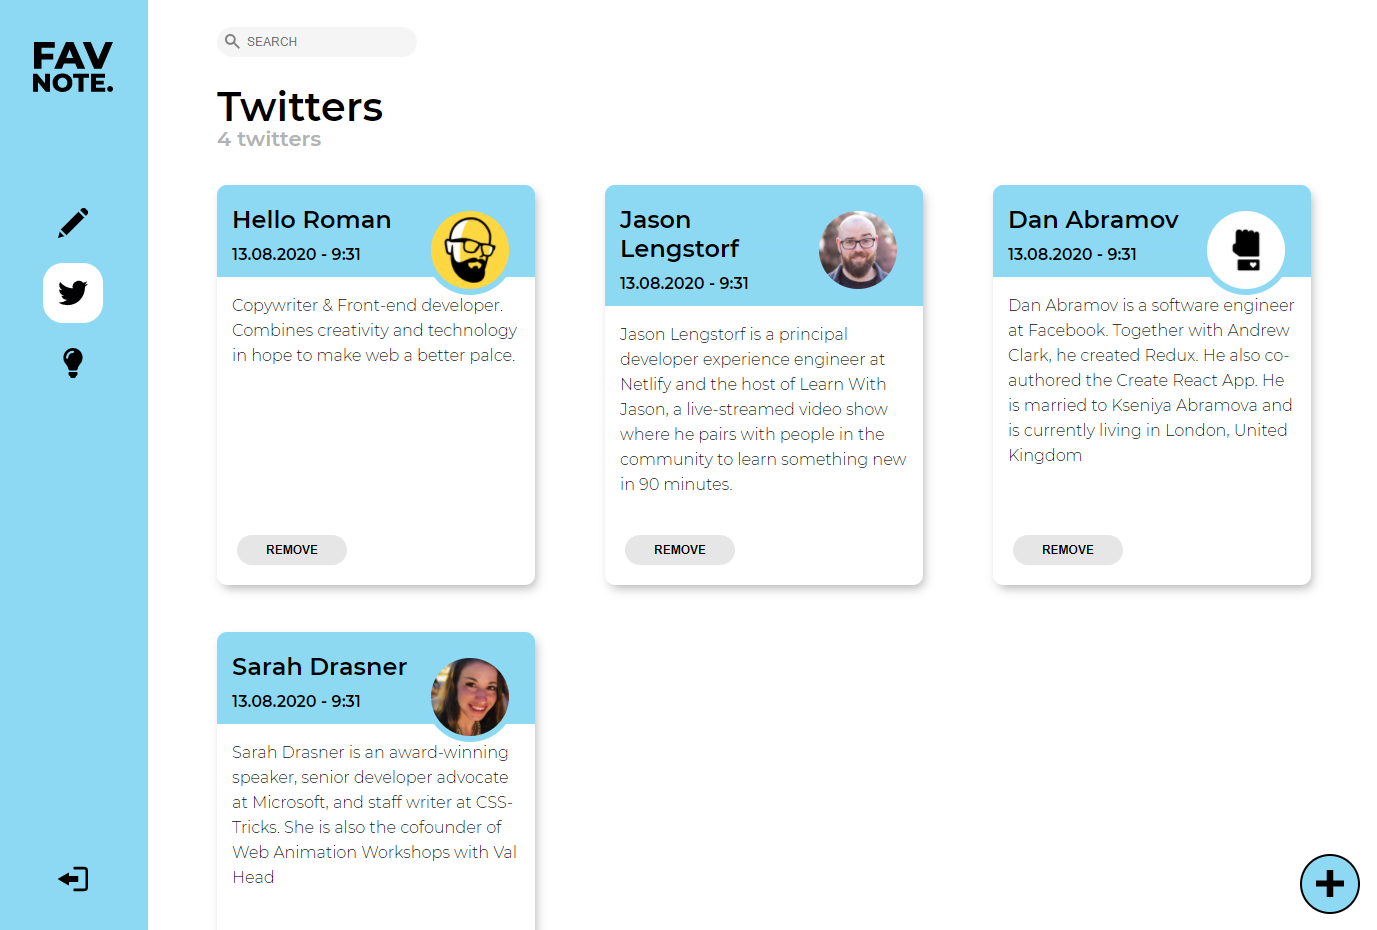 FAV
NOTE.
SEARCH
Twitters
4 twitters
Hello Roman
13.08.2020 - 9:31
Copywriter & Front-end developer.
Combines creativity and technology
in hope to make web a better palce.
REMOVE
Jason
Lengstorf
13.08.2020 - 9:31
Jason Lengstorf is a principal
developer experience engineer at
Netlify and the host of Learn With
Jason, a live-streamed video show
where he pairs with people in the
community to learn something new
in 90 minutes.
REMOVE
Dan Abramov
13.08.2020 - 9:31
Dan Abramov is a software engineer
at Facebook. Together with Andrew
Clark, he created Redux. He also co-
authored the Create React App. He
is married to Kseniya Abramova and
is currently living in London, United
Kingdom
REMOVE
Sarah Drasner
13.08.2020 - 9:31
Sarah Drasner is an award-winning
speaker, senior developer advocate
at Microsoft, and staff writer at CSS-
Tricks. She is also the cofounder of
Web Animation Workshops with Val
Head